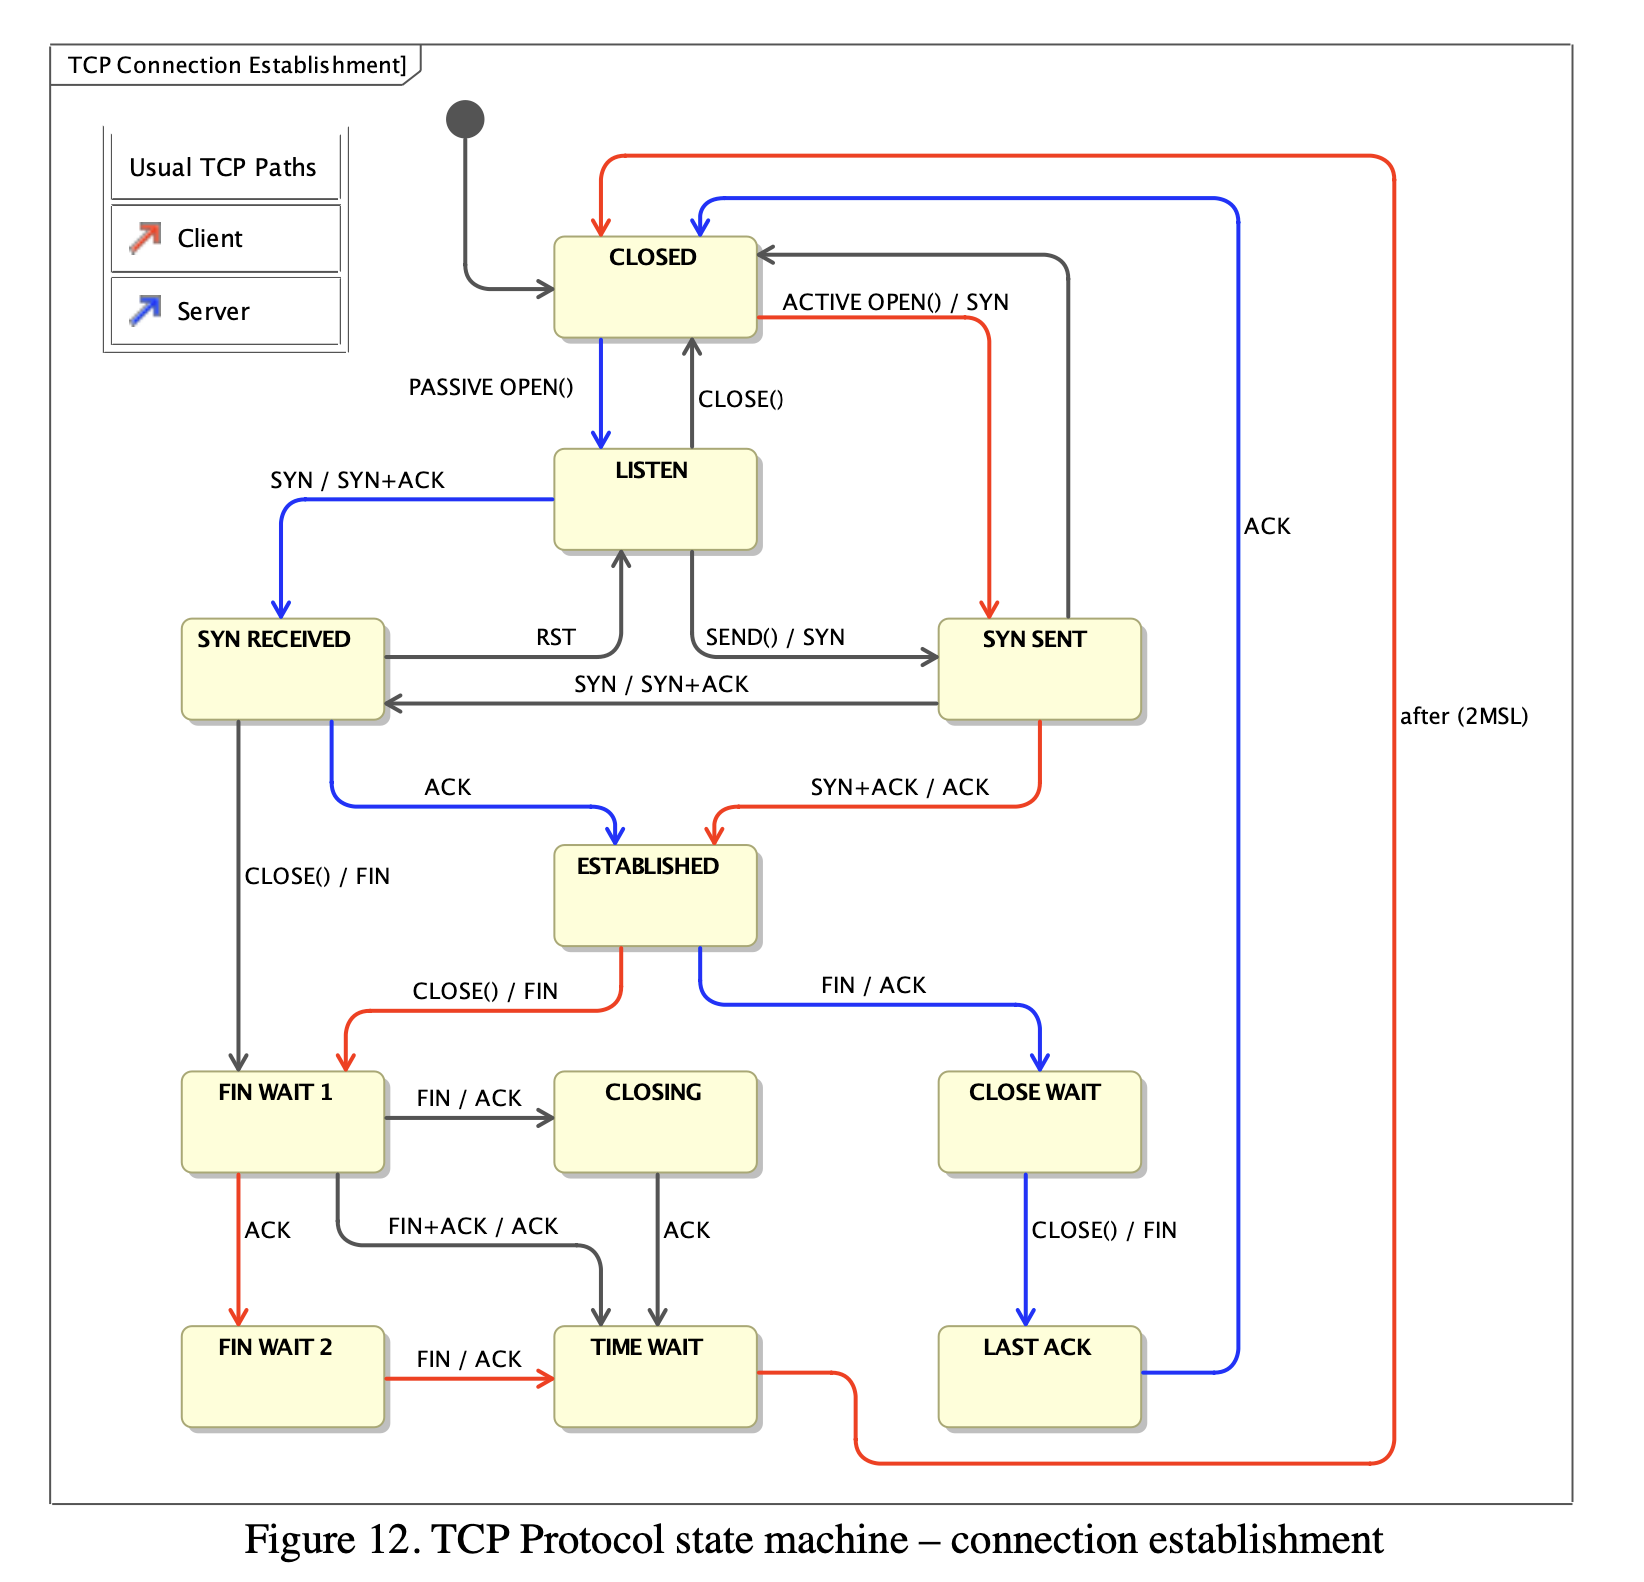 TCP Connection Establishment]
Usual TCP Paths
Client
Server
CLOSED
ACTIVE OPEN() / SYN
PASSIVE OPEN()
CLOSE()
LISTEN
SYN / SYN+ACK
ACK
SYN RECEIVED
RST
SEND() / SYN
SYN SENT
SYN / SYN+ACK
after (2MSL)
ACK
SYN+ACK / ACK
ESTABLISHED
CLOSE() / FIN
CLOSE() / FIN
FIN / ACK
FIN WAIT 1
FIN / ACK
CLOSING
CLOSE WAIT
ACK
FIN+ACK / ACK
ACK
CLOSE() / FIN
FIN WAIT 2
FIN / ACK
TIME WAIT
LAST ACK
Figure 12. TCP Protocol state machine – connection establishment